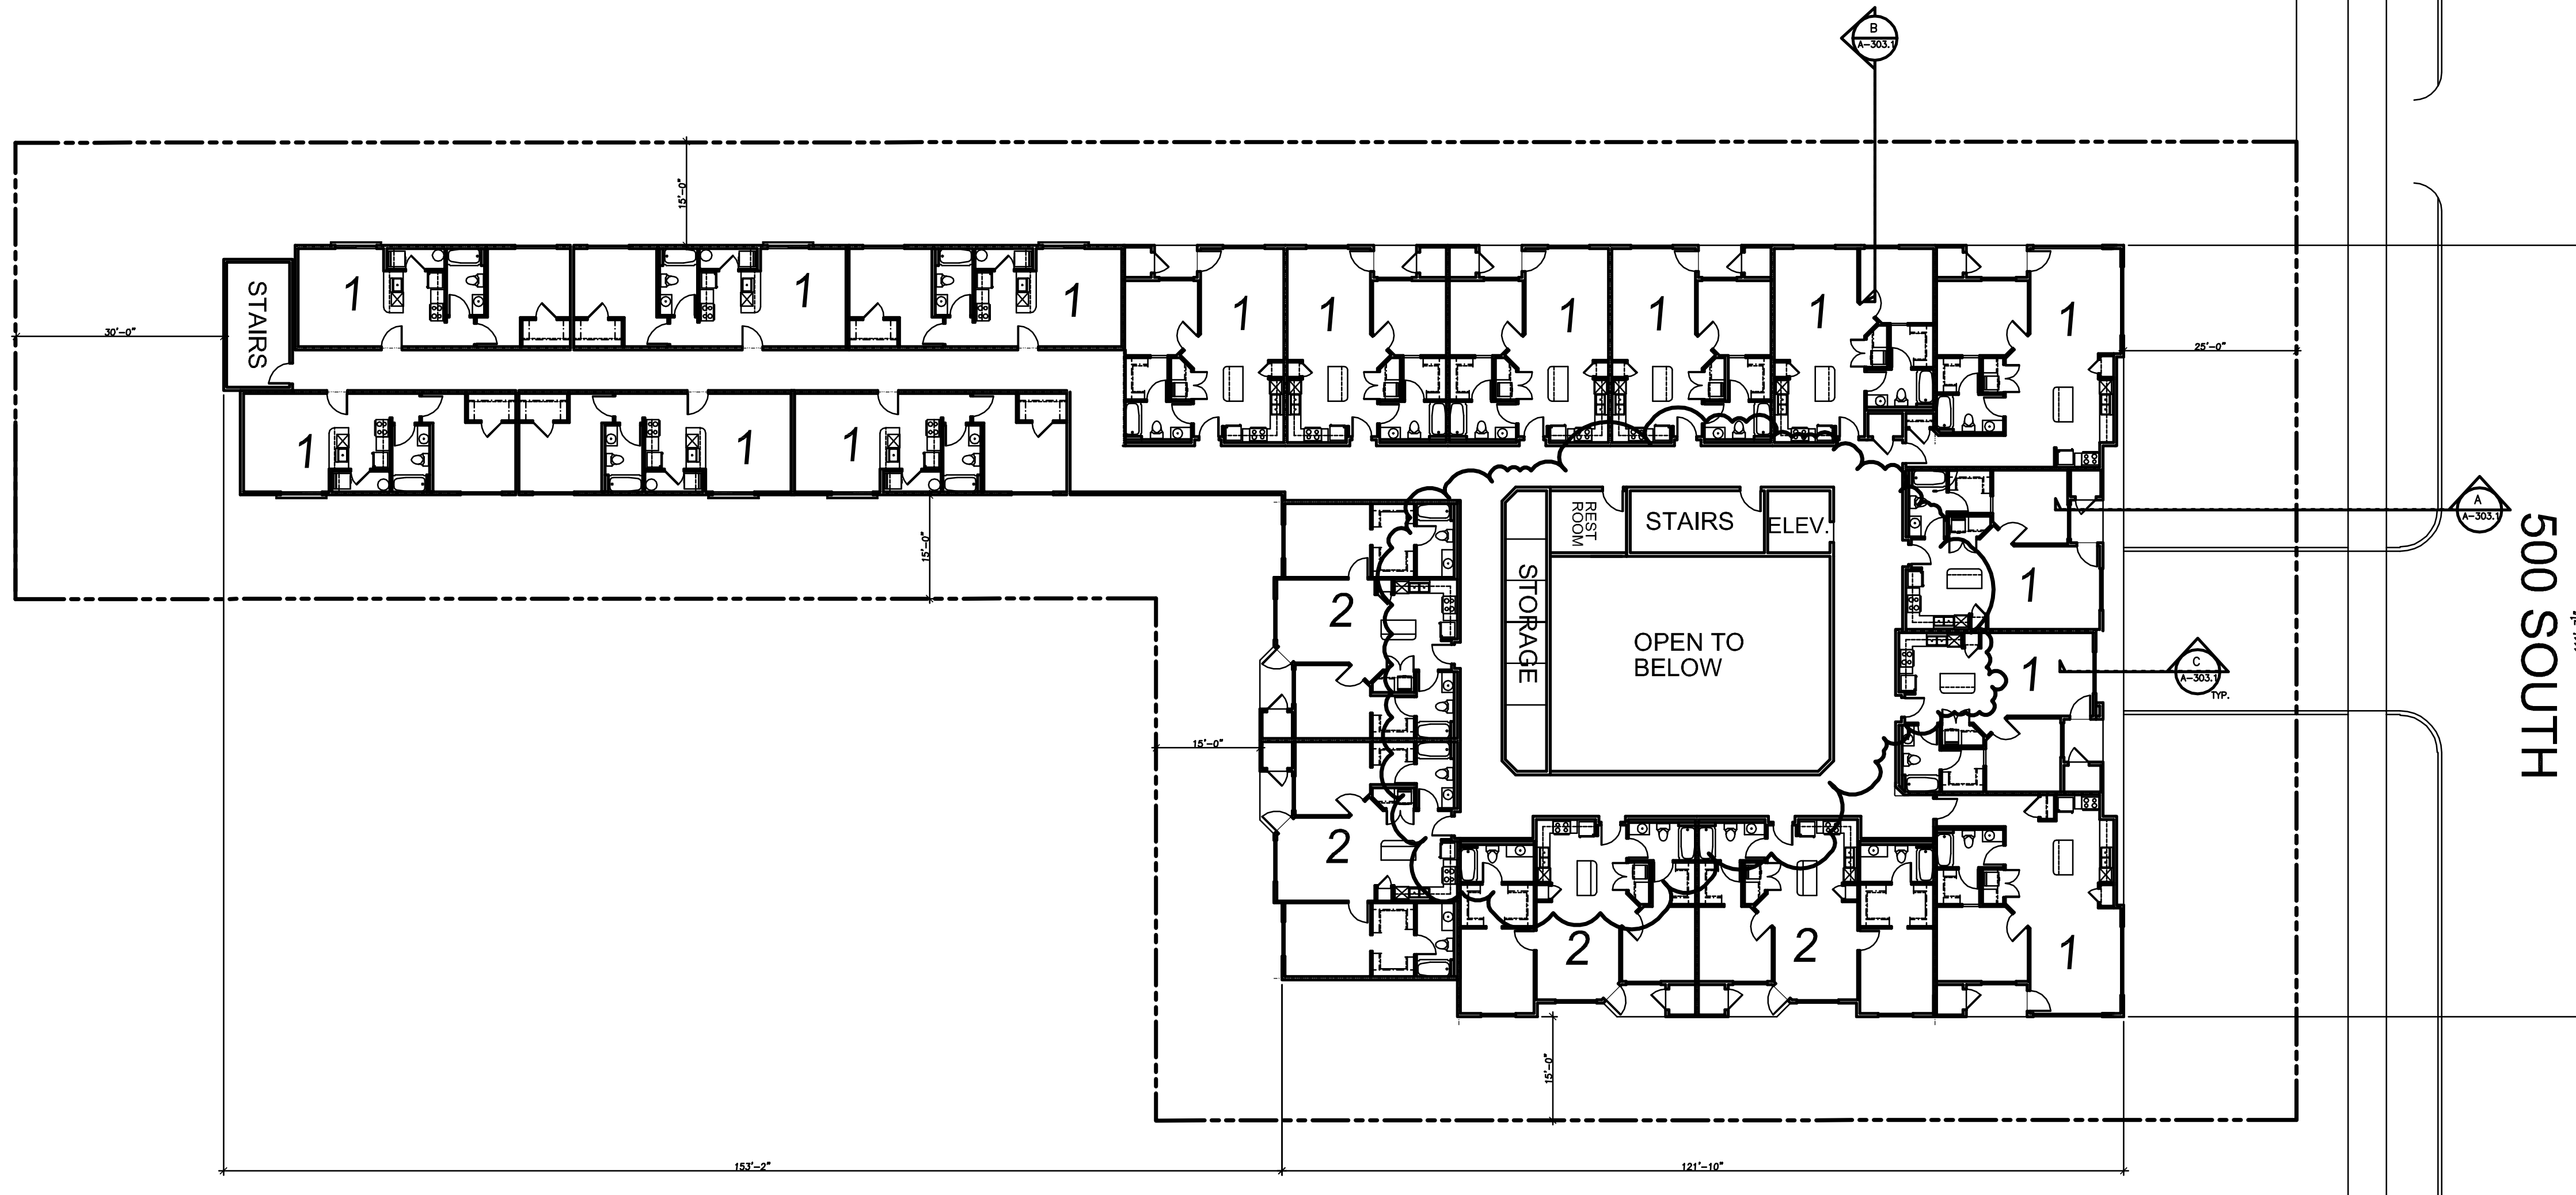 B
A-303.1
15'-0"
STAIRS
1
1
1
1
1
1
1
1
1
30'-0"
25'-0"
1
1
1
A
A-303.1
REST
ROOM
STAIRS
ELEV.
500 SOUTH
STORAGE
15'-0"
1
2
OPEN TO
BELOW
1
C
A-303.1
TYP.
15'-0"
2
2
2
1
15'-0"
153'-2"
121'-10"